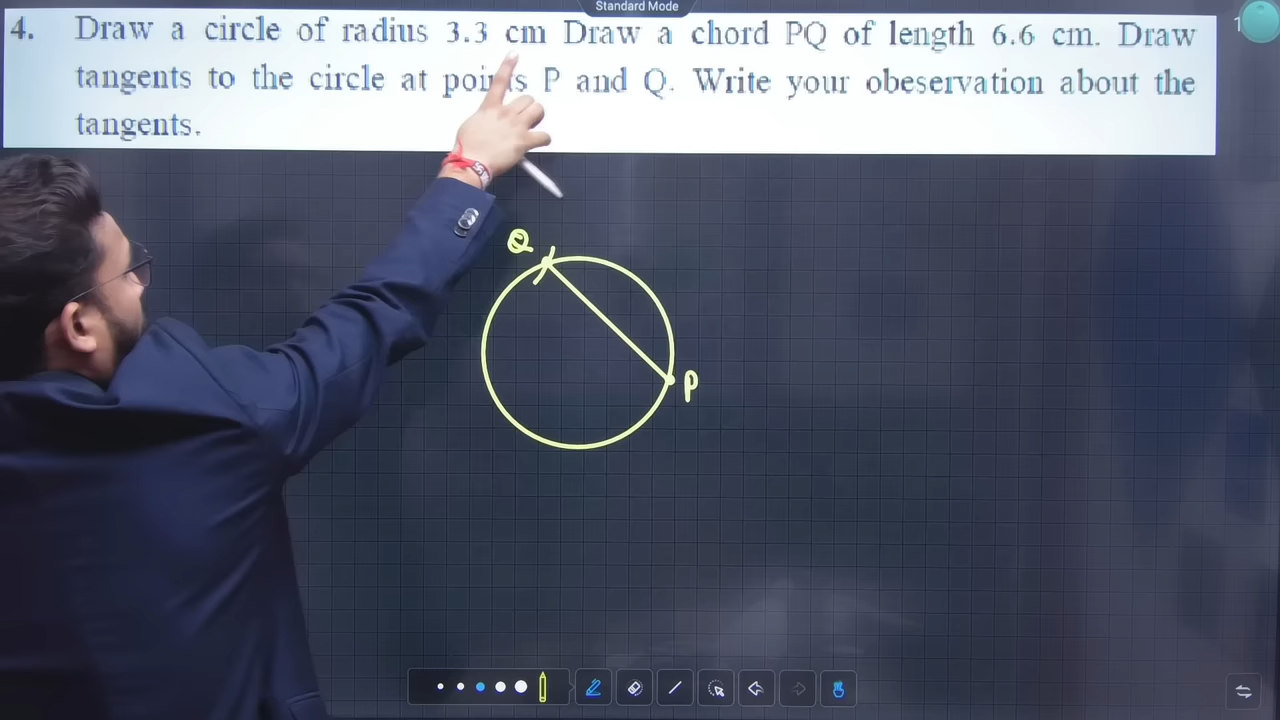 Standard Mode
4. Draw a circle of radius 3.3 cm Draw a chord PQ of length 6.6 cm. Draw
tangents to the circle at points P and Q. Write your obeservation about the
tangents.
Q
P